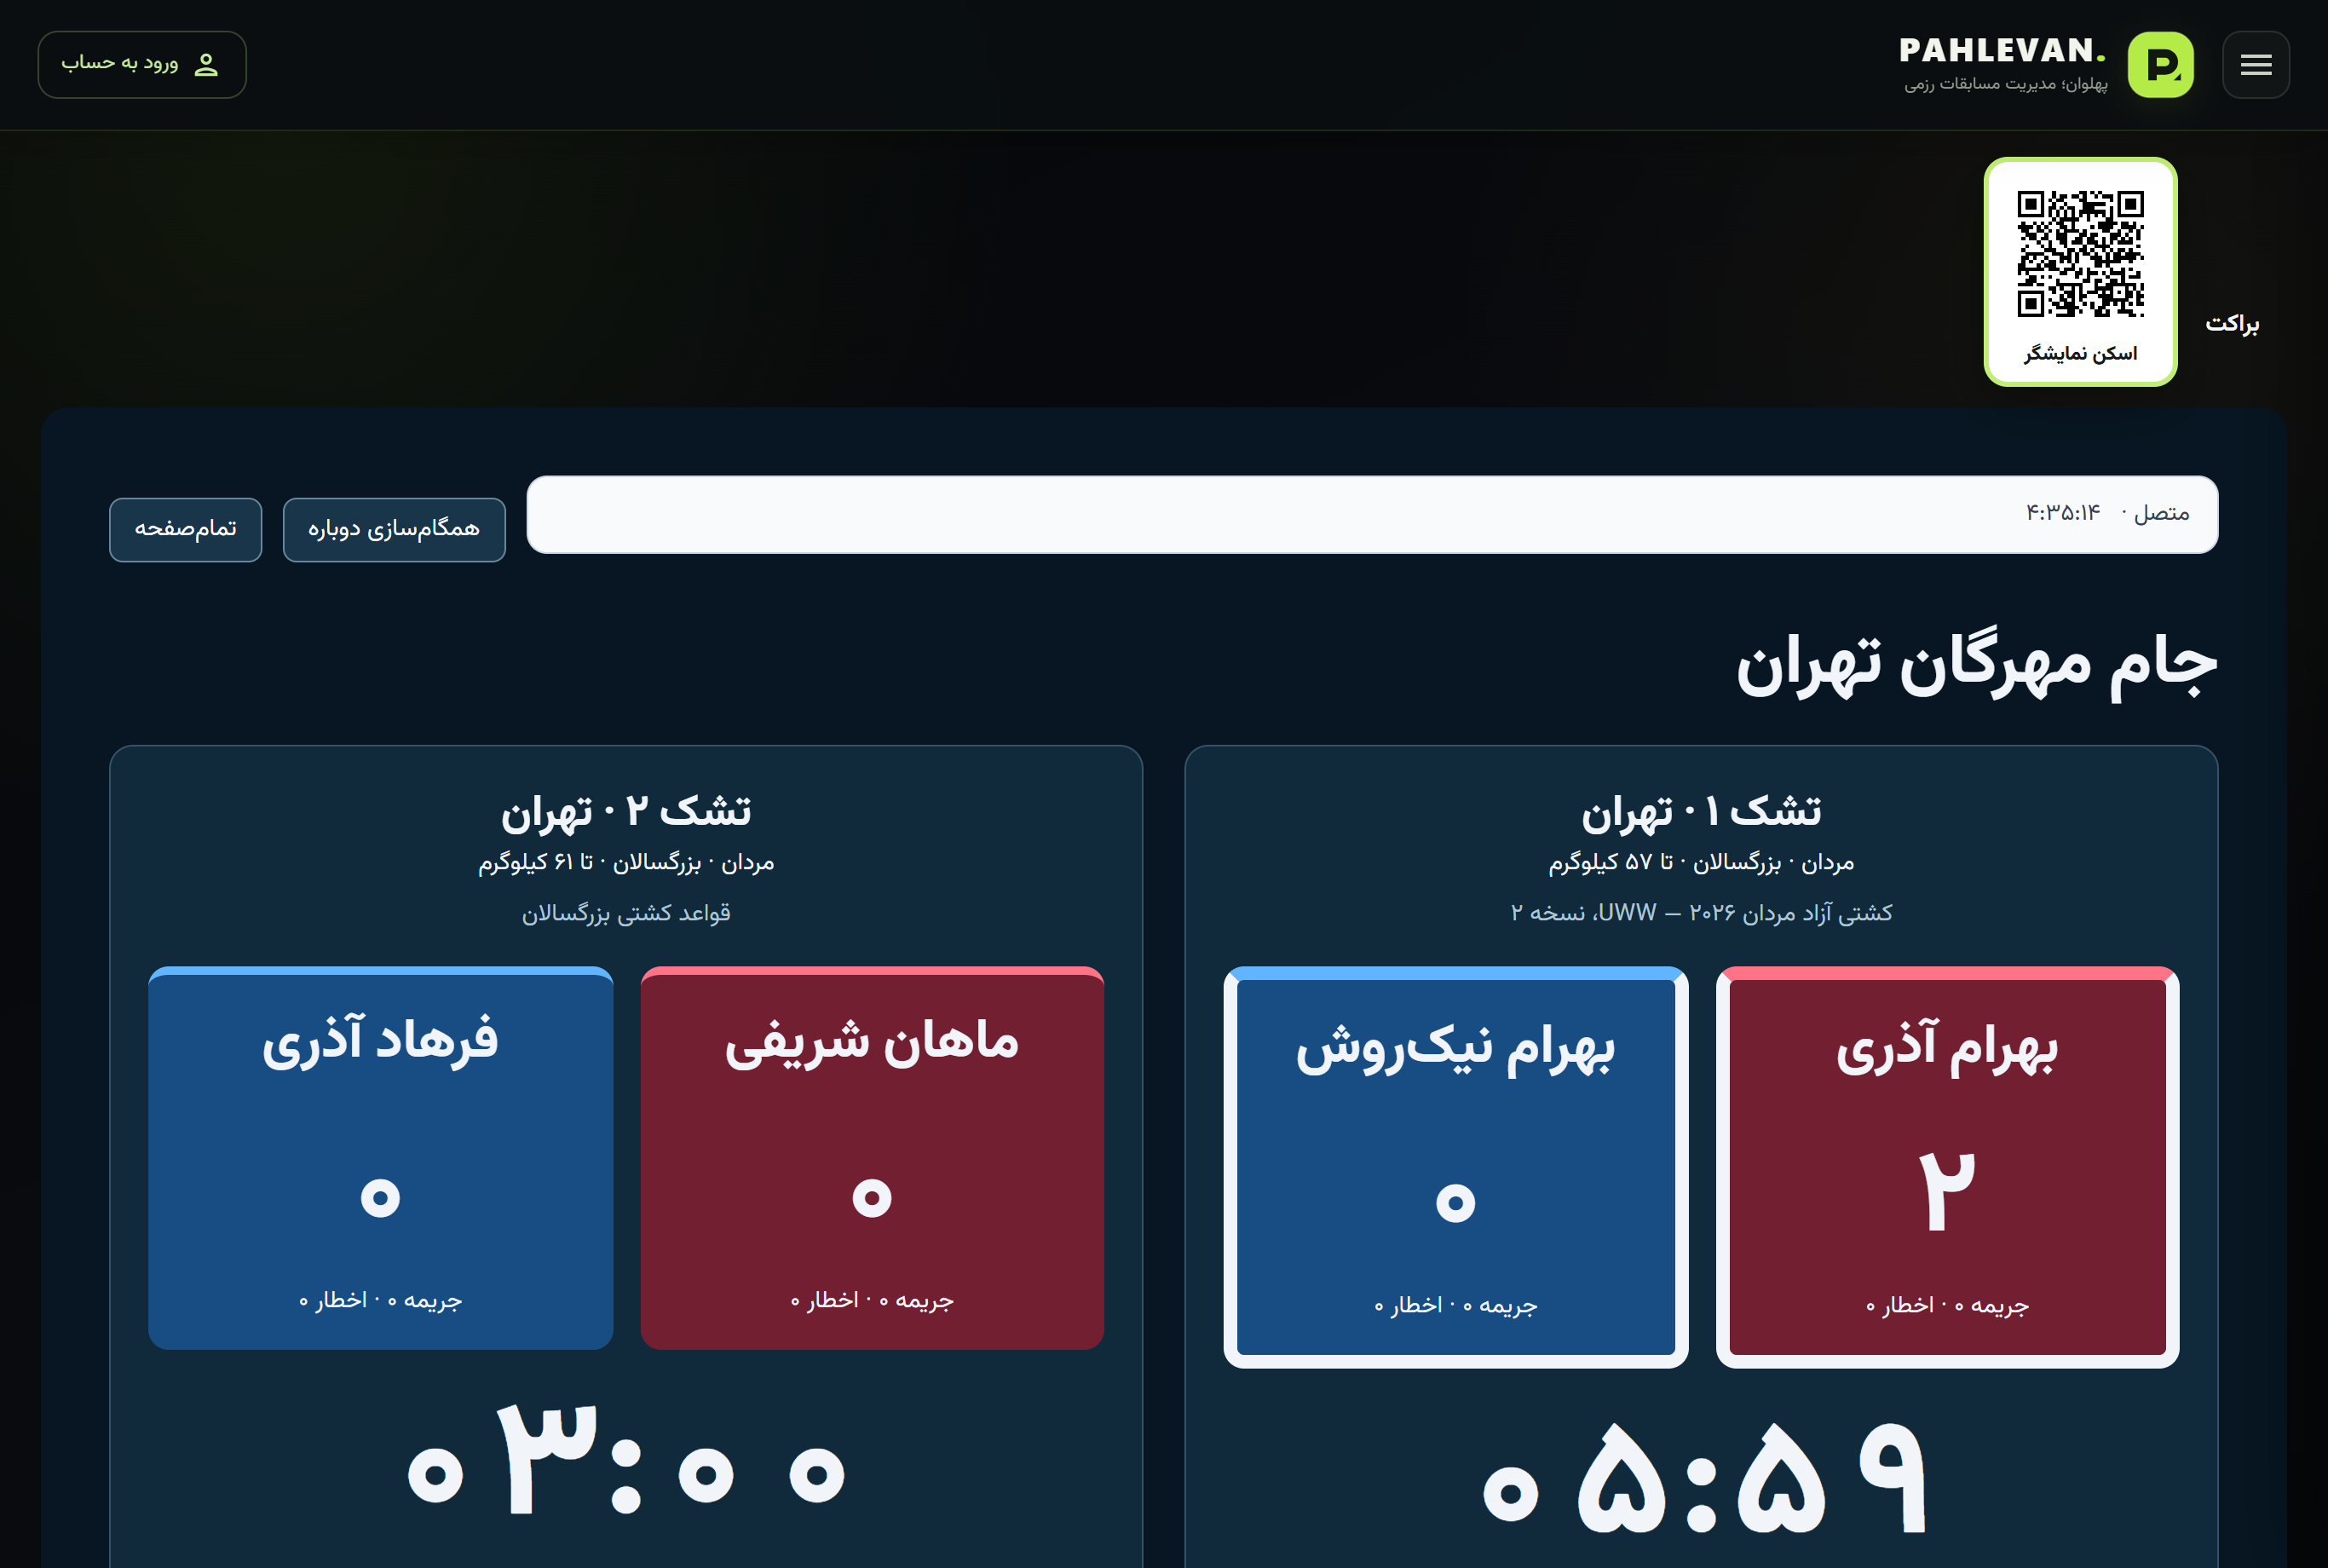 PAHLEVAN.
پهلوان؛ مدیریت مسابقات رزمی
ورود به حساب
براکت
اسکن نمایشگر
متصل · ۴:۳۵:۱۴
همگام‌سازی دوباره
تمام‌صفحه
جام مهرگان تهران
تشک ۱ · تهران
مردان · بزرگسالان · تا ۵۷ کیلوگرم
کشتی آزاد مردان ۲۰۲۶ — UWW، نسخه ۲
بهرام آذری
۲
جریمه ۰ · اخطار ۰
بهرام نیک‌روش
۰
جریمه ۰ · اخطار ۰
۰۵:۵۹
تشک ۲ · تهران
مردان · بزرگسالان · تا ۶۱ کیلوگرم
قواعد کشتی بزرگسالان
ماهان شریفی
۰
جریمه ۰ · اخطار ۰
فرهاد آذری
۰
جریمه ۰ · اخطار ۰
۰۳:۰۰